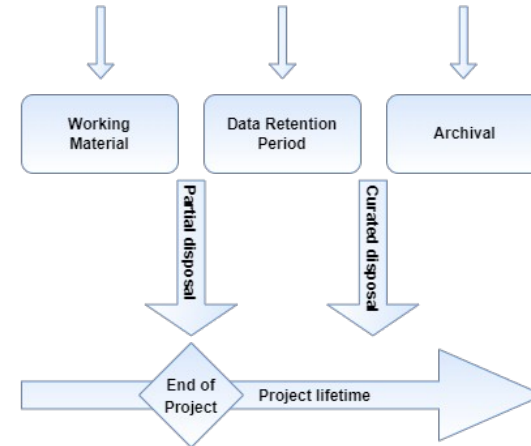 Working
Material
Data Retention
Period
Archival
Partial disposal
Curated disposal
End of
Project
Project lifetime